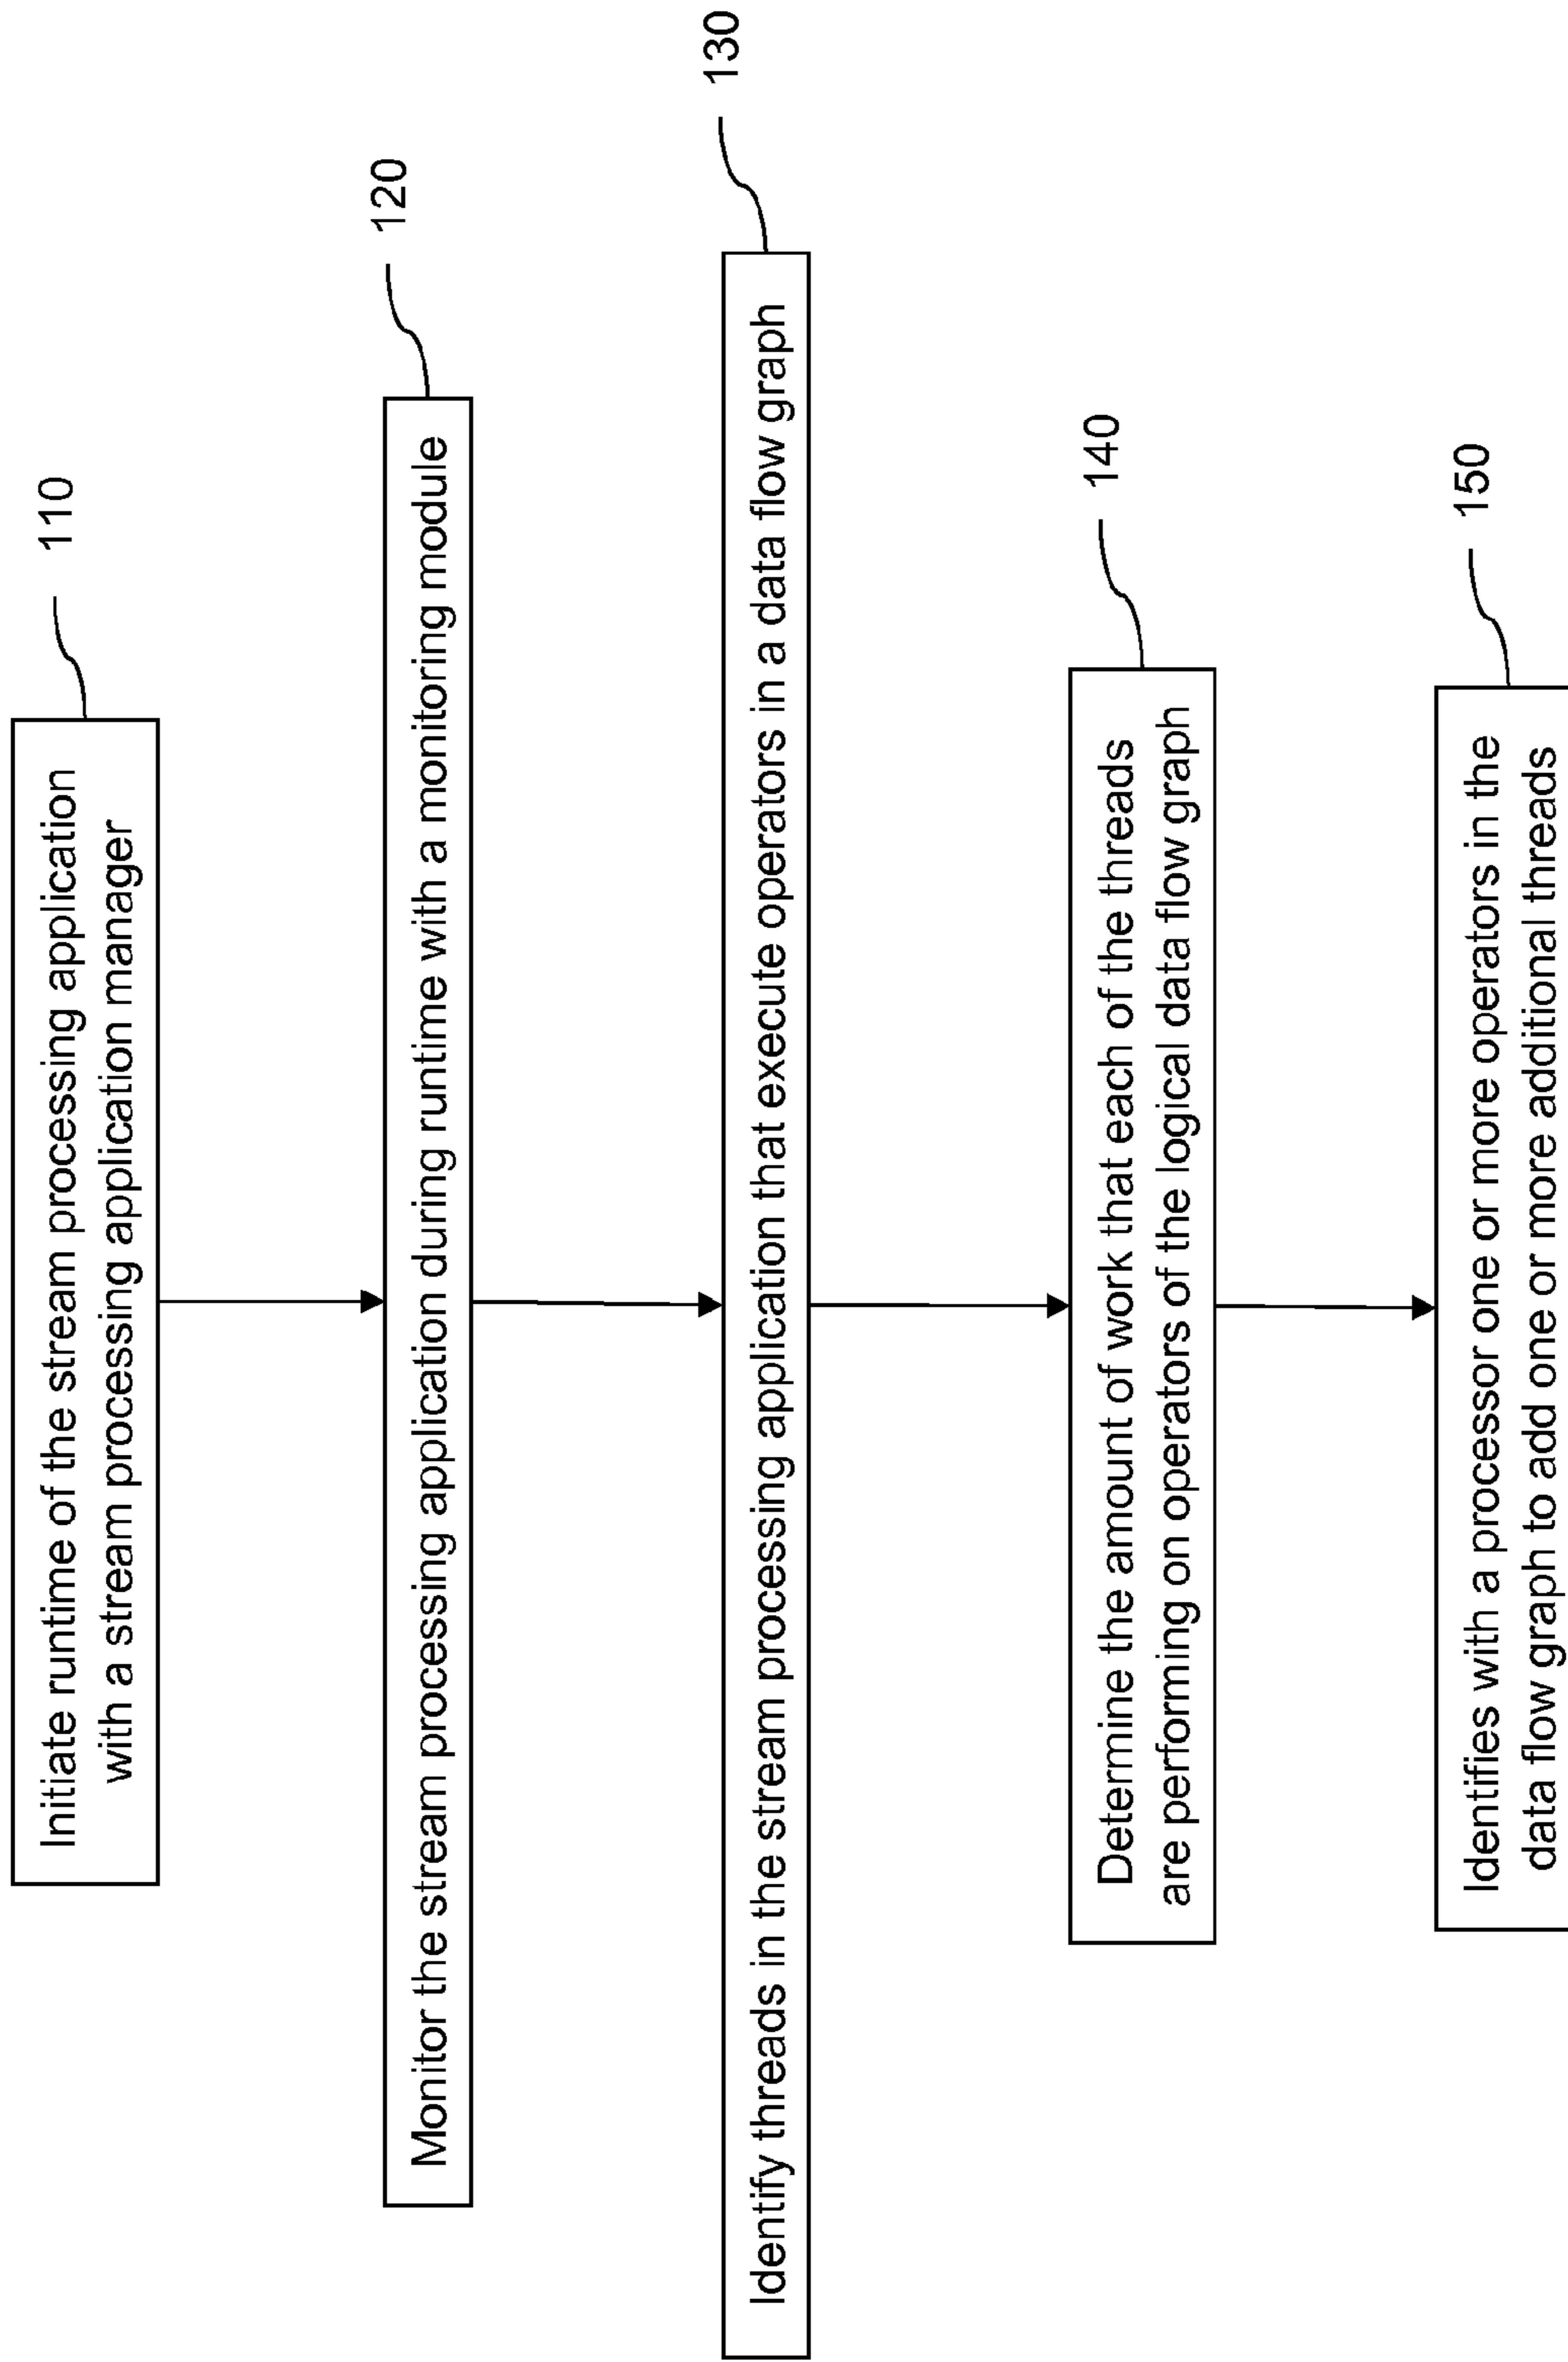 110
Initiate runtime of the stream processing application
with a stream processing application manager
120
Monitor the stream processing application during runtime with a monitoring module
130
Identify threads in the stream processing application that execute operators in a data flow graph
140
Determine the amount of work that each of the threads
are performing on operators of the logical data flow graph
150
Identifies with a processor one or more operators in the
data flow graph to add one or more additional threads